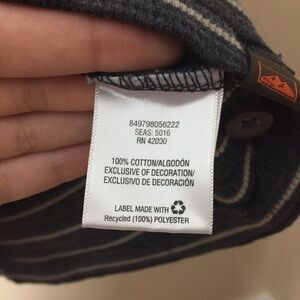 849798056222
SEAS: 5016
RN 42000
100% COTTON/ALGODÓN
EXCLUSIVE OF DECORATION/
EXCLUSIVO DE DECORACIÓN
LABEL MADE WITH
Recycled (100%) POLYESTER